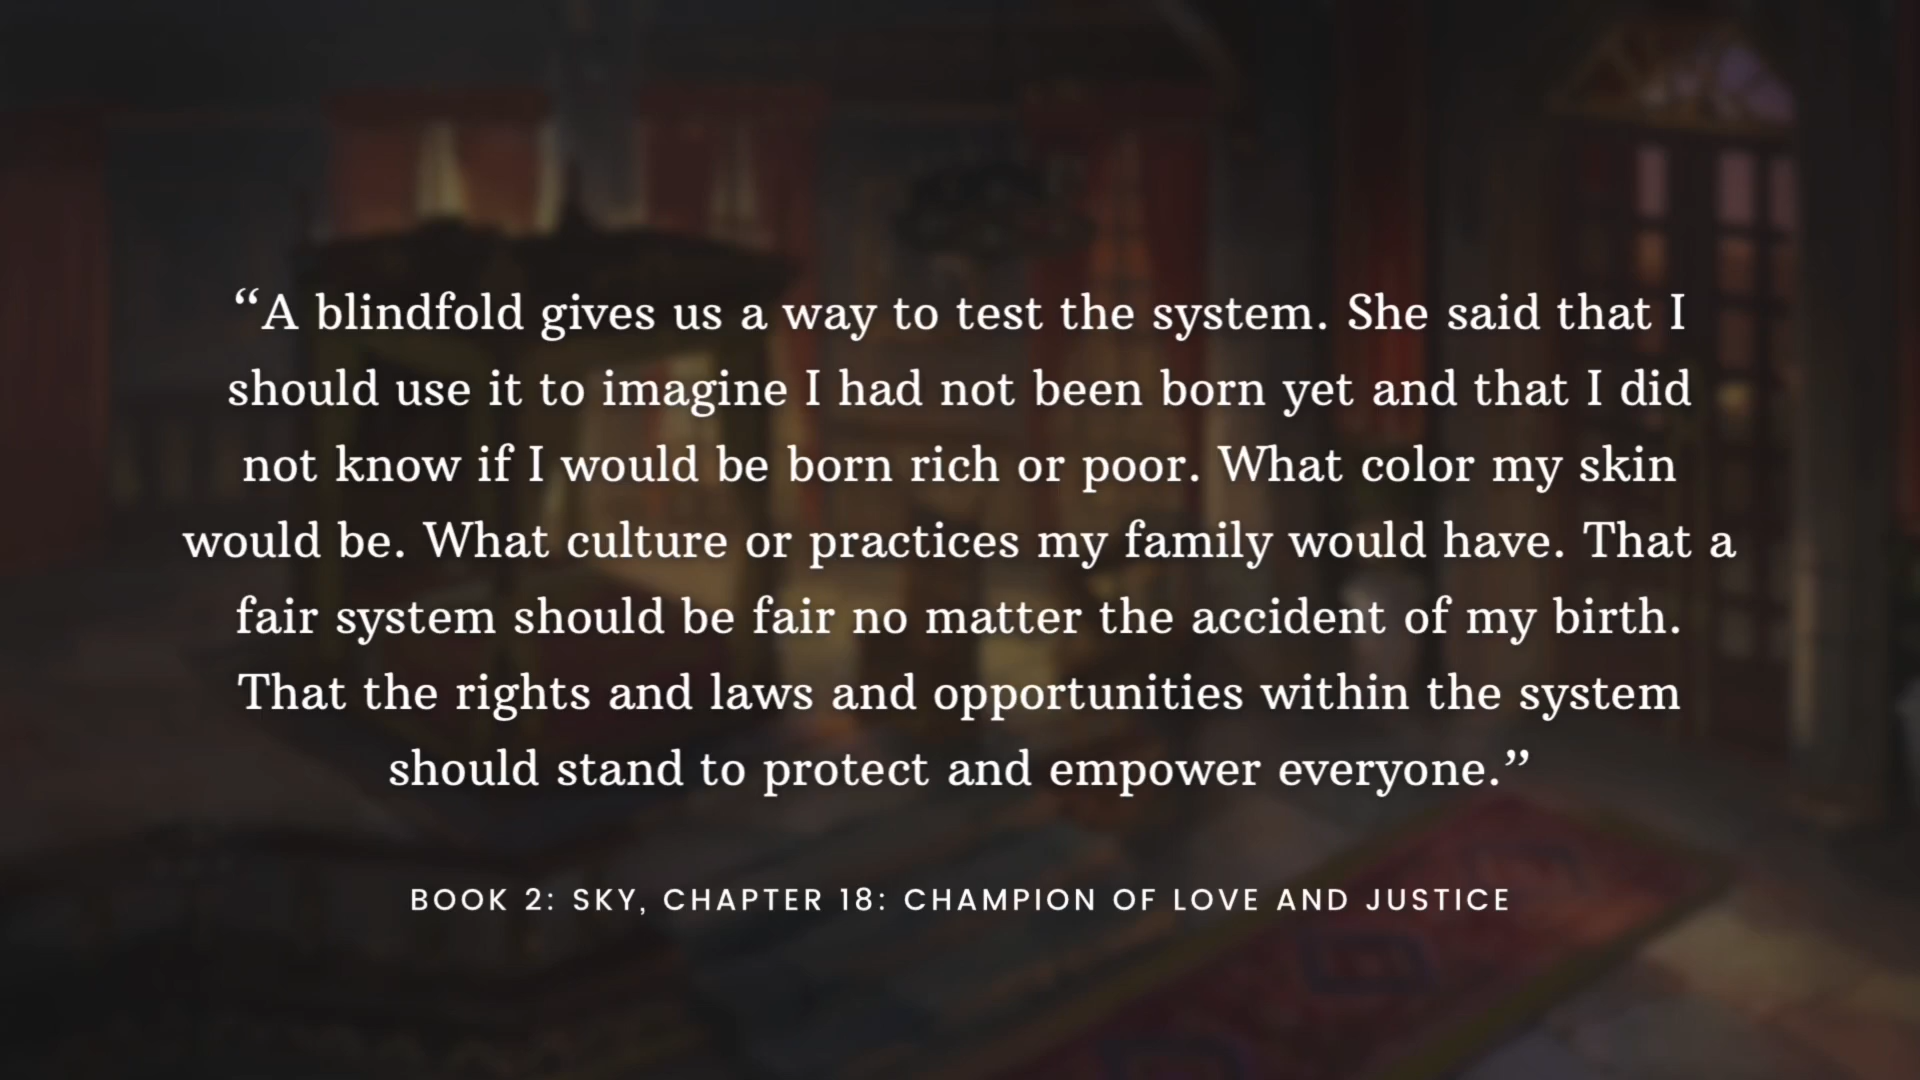 “A blindfold gives us a way to test the system. She said that I
should use it to imagine I had not been born yet and that I did
not know if I would be born rich or poor. What color my skin
would be. What culture or practices my family would have. That a
fair system should be fair no matter the accident of my birth.
That the rights and laws and opportunities within the system
should stand to protect and empower everyone.”
BOOK 2: SKY, CHAPTER 18: CHAMPION OF LOVE AND JUSTICE